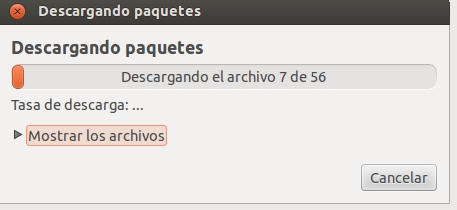 Descargando paquetes
Descargando paquetes
Descargando el archivo 7 de 56
Tasa de descarga: ...
Mostrar los archivos
Cancelar